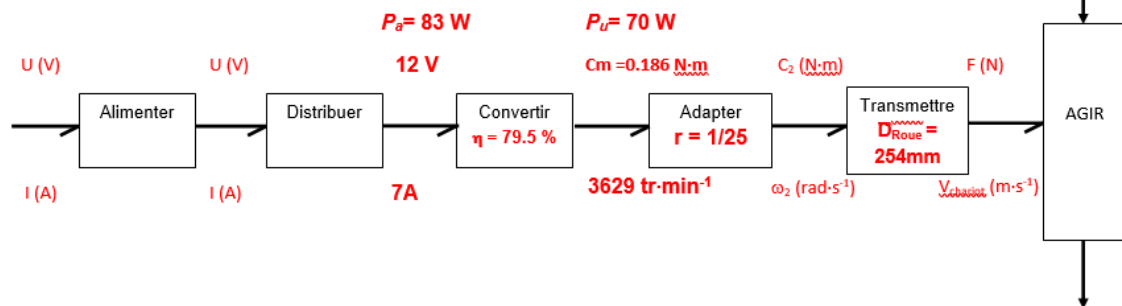 Pa= 83 W
Pu= 70 W
U (V)
U (V)
12 V
Cm =0.186 N·m
C2 (N·m)
F (N)
Alimenter
Distribuer
Convertir
η = 79.5 %
Adapter
r = 1/25
Transmettre
DRoue =
254mm
AGIR
I (A)
I (A)
7A
3629 tr·min-1
ω2 (rad·s-1)
Vchariot (m·s-1)